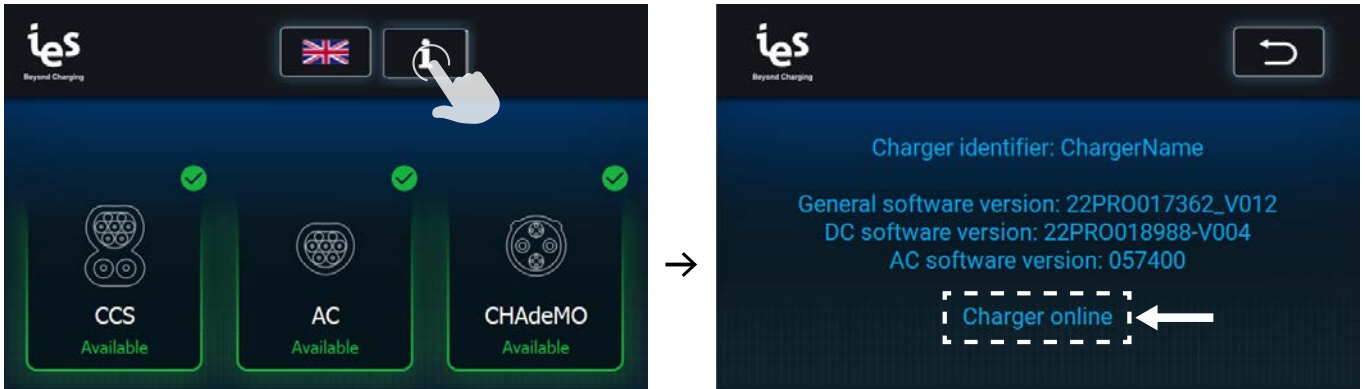 ies
Beyond Charging
i
CCS
Available
AC
Available
CHAdeMO
Available
ies
Beyond Charging
Charger identifier: ChargerName
General software version: 22PRO017362_V012
DC software version: 22PRO018988-V004
AC software version: 057400
Charger online